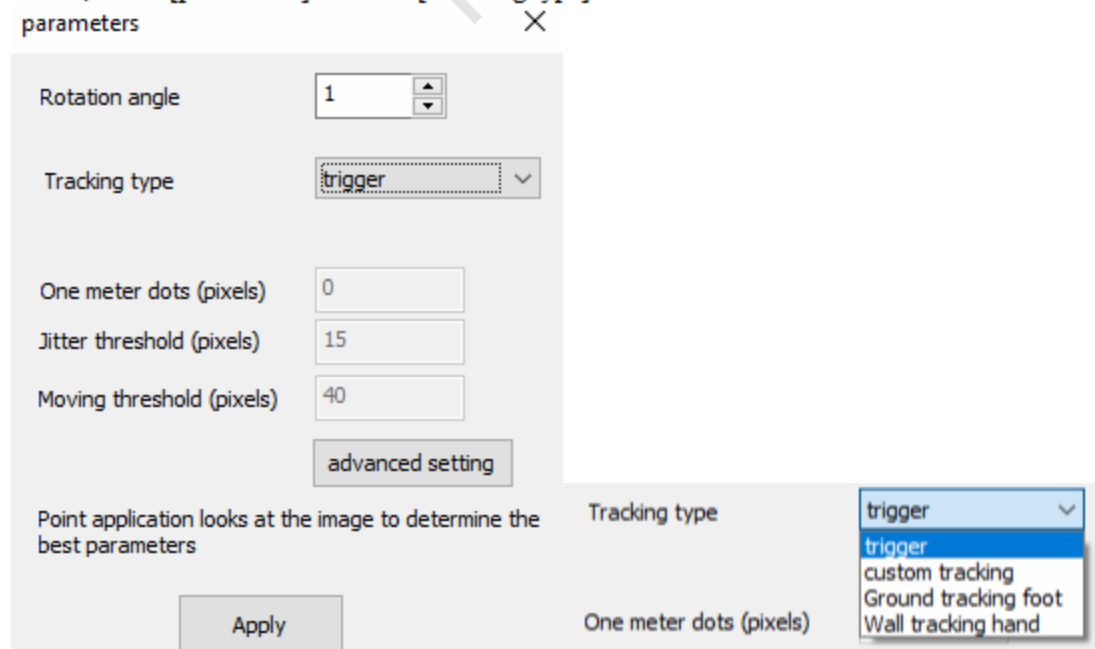 parameters
Rotation angle
1
Tracking type
trigger
One meter dots (pixels)
0
Jitter threshold (pixels)
15
Moving threshold (pixels)
40
advanced setting
Point application looks at the image to determine the
best parameters
Apply
Tracking type
trigger
trigger
custom tracking
Ground tracking foot
Wall tracking hand
One meter dots (pixels)